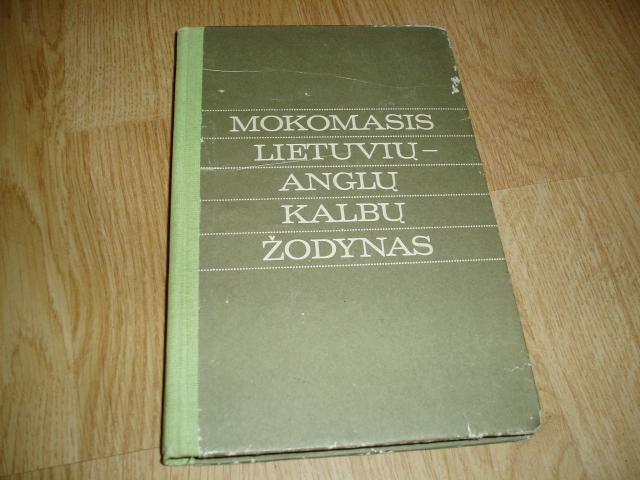 MOKOMASIS
LIETUVIŲ–
ANGLŲ
KALBŲ
ŽODYNAS